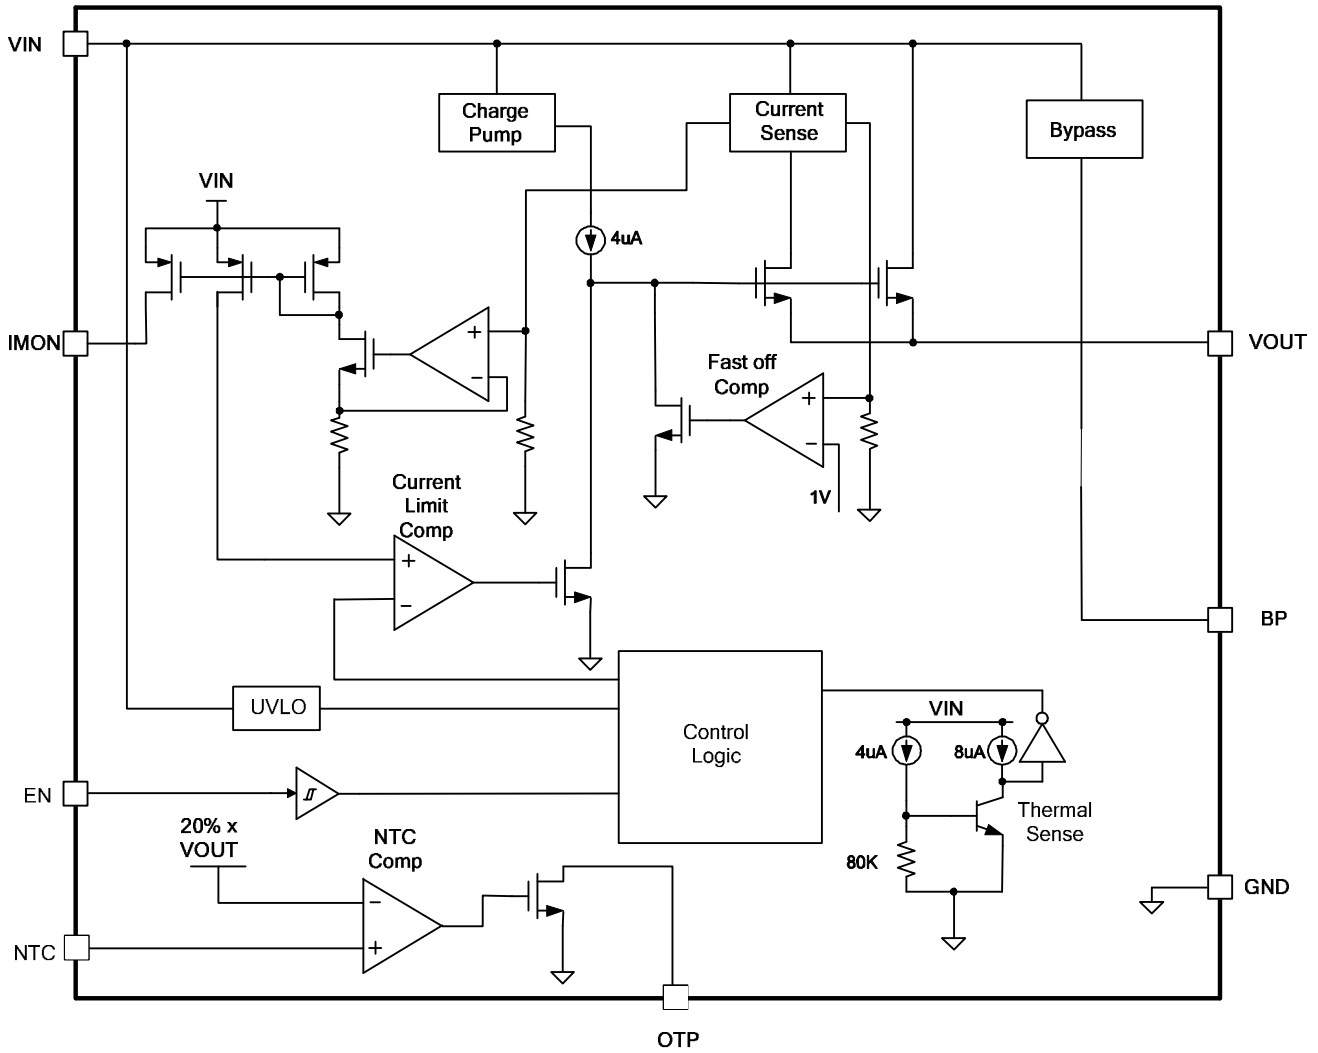 VIN
Charge
Pump
Current
Sense
Bypass
VIN
4uA
IMON
+
−
Fast off
Comp
+
−
1V
VOUT
Current
Limit
Comp
+
−
BP
UVLO
Control
Logic
VIN
4uA
8uA
Thermal
Sense
80K
EN
20% x
VOUT
NTC
Comp
−
+
GND
NTC
OTP